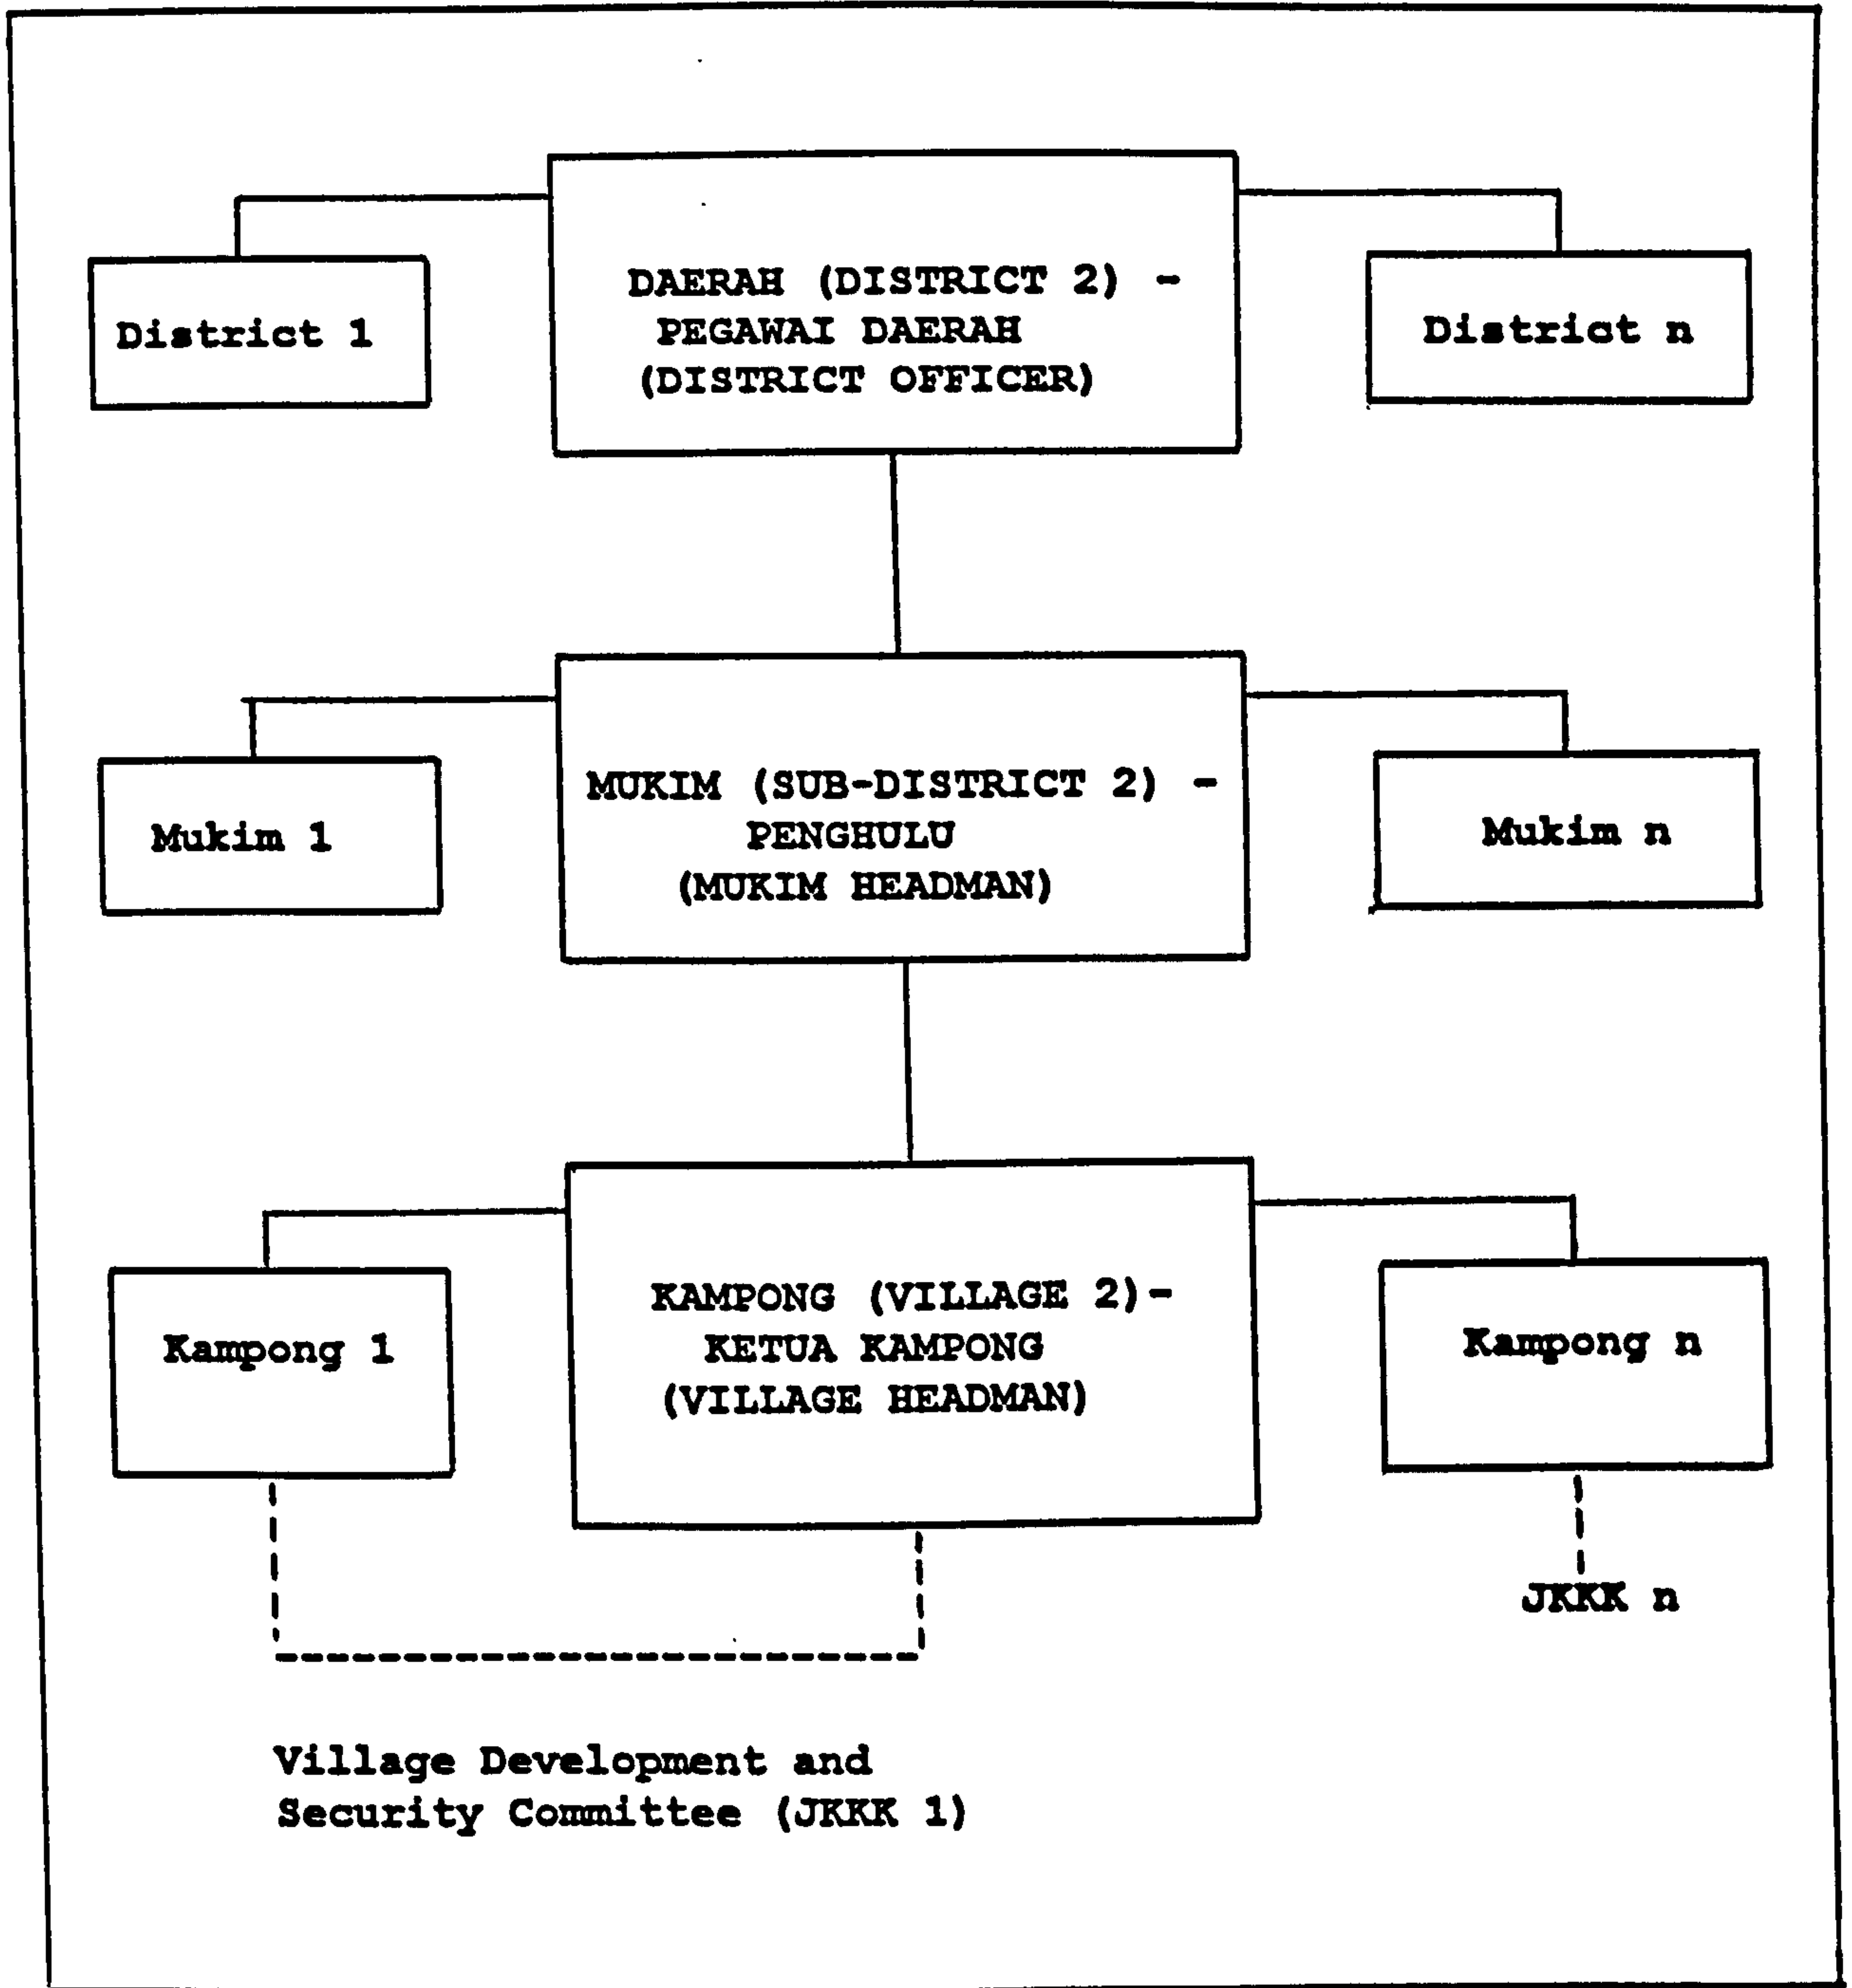 DAERAH (DISTRICT 2) -
PEGAWAI DAERAH
(DISTRICT OFFICER)
District 1
District n
MUKIM (SUB-DISTRICT 2) -
PENGHULU
(MUKIM HEADMAN)
Mukim 1
Mukim n
KAMPONG (VILLAGE 2)-
KETUA KAMPONG
(VILLAGE HEADMAN)
Kampong 1
Kampong n
JKKK n
Village Development and
Security Committee (JKKK 1)